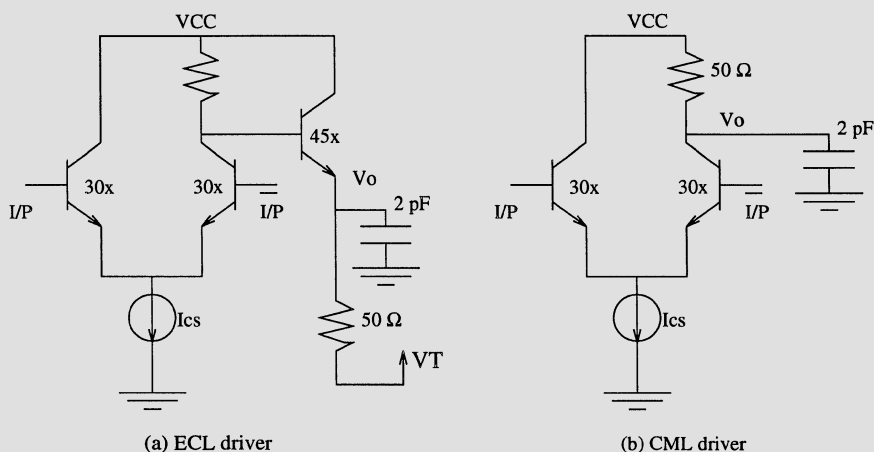 VCC
45x
30x
30x
I/P
I/P
Vo
2 pF
Ics
50 Ω
VT
(a) ECL driver
VCC
50 Ω
Vo
2 pF
30x
30x
I/P
I/P
Ics
(b) CML driver